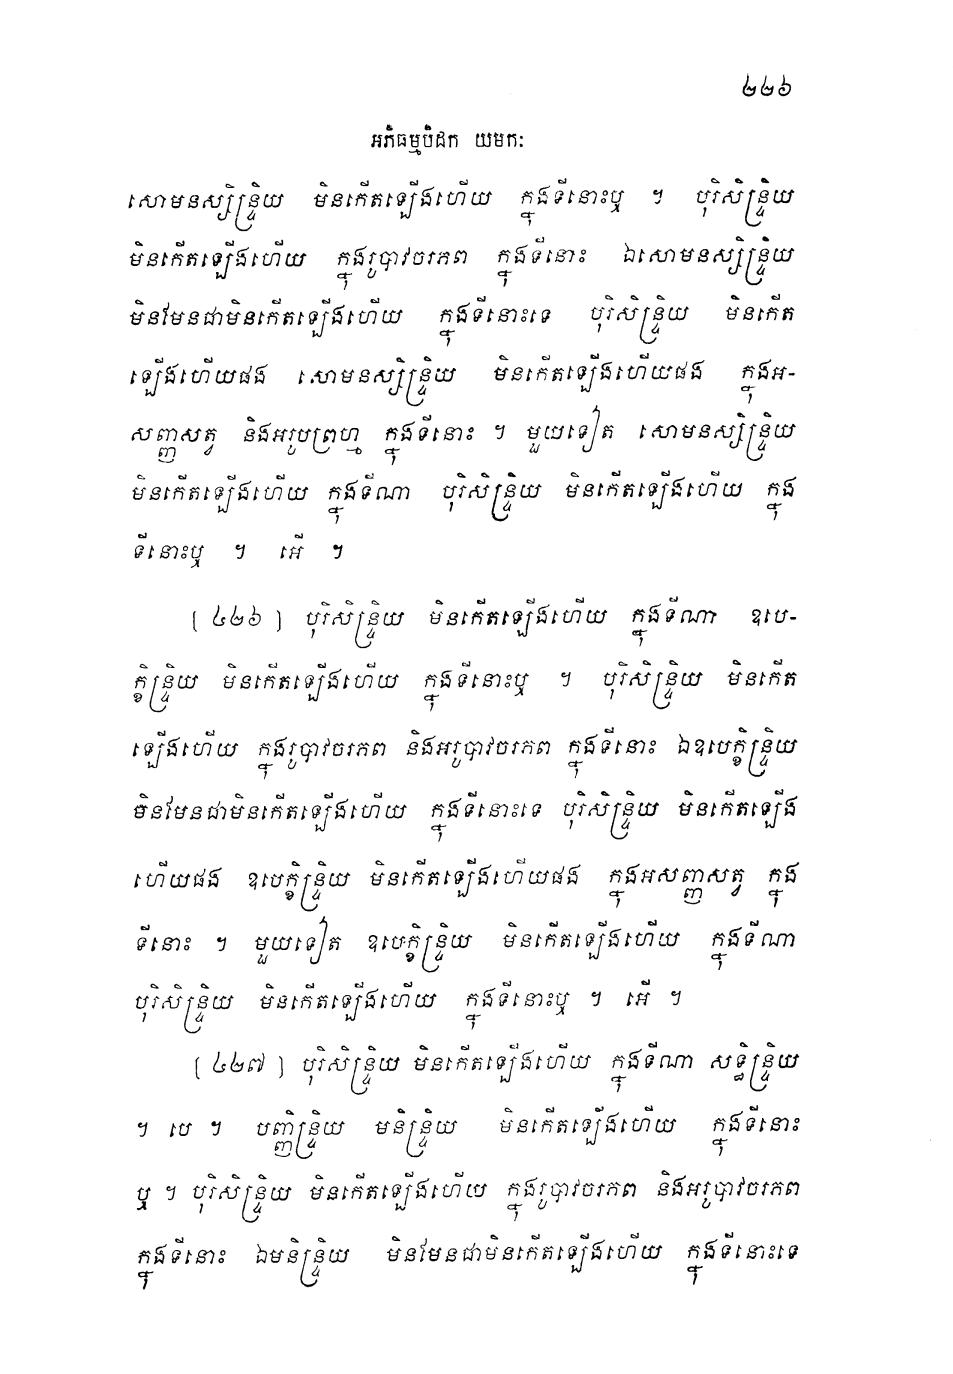 ២២៦
អភិធម្មបិដក យមកៈ
សោមនស្សិន្ទ្រិយ មិនកើតឡើងហើយ ក្នុងទីនោះឬ ។ បុរិសិន្ទ្រិយ
មិនកើតឡើងហើយ ក្នុងរូបាវចរភព ក្នុងទីនោះ ឯសោមនស្សិន្ទ្រិយ
មិនមែនជាមិនកើតឡើងហើយ ក្នុងទីនោះទេ បុរិសិន្ទ្រិយ មិនកើត
ឡើងហើយផង សោមនស្សិន្ទ្រិយ មិនកើតឡើងហើយផង ក្នុងអ-
សញ្ញសត្វ និងអរូបព្រហ្ម ក្នុងទីនោះ ។ មួយទៀត សោមនស្សិន្ទ្រិយ
មិនកើតឡើងហើយ ក្នុងទីណា បុរិសិន្ទ្រិយ មិនកើតឡើងហើយ ក្នុង
ទីនោះឬ ។ អើ ។
[ ៤២៦ ] បុរិសិន្ទ្រិយ មិនកើតឡើងហើយ ក្នុងទីណា ឧបេ-
ក្ខិន្ទ្រិយ មិនកើតឡើងហើយ ក្នុងទីនោះឬ ។ បុរិសិន្ទ្រិយ មិនកើត
ឡើងហើយ ក្នុងរូបាវចរភព និងអរូបាវចរភព ក្នុងទីនោះ ឯឧបេក្ខិន្ទ្រិយ
មិនមែនជាមិនកើតឡើងហើយ ក្នុងទីនោះទេ បុរិសិន្ទ្រិយ មិនកើតឡើង
ហើយផង ឧបេក្ខិន្ទ្រិយ មិនកើតឡើងហើយផង ក្នុងអសញ្ញសត្វ ក្នុង
ទីនោះ ។ មួយទៀត ឧបេក្ខិន្ទ្រិយ មិនកើតឡើងហើយ ក្នុងទីណា
បុរិសិន្ទ្រិយ មិនកើតឡើងហើយ ក្នុងទីនោះឬ ។ អើ ។
[ ៤២៧ ] បុរិសិន្ទ្រិយ មិនកើតឡើងហើយ ក្នុងទីណា សទ្ធិន្ទ្រិយ
។ បេ ។ បញ្ញិន្ទ្រិយ មនិន្ទ្រិយ មិនកើតឡើងហើយ ក្នុងទីនោះ
ឬ ។ បុរិសិន្ទ្រិយ មិនកើតឡើងហើយ ក្នុងរូបាវចរភព និងអរូបាវចរភព
ក្នុងទីនោះ ឯមនិន្ទ្រិយ មិនមែនជាមិនកើតឡើងហើយ ក្នុងទីនោះទេ